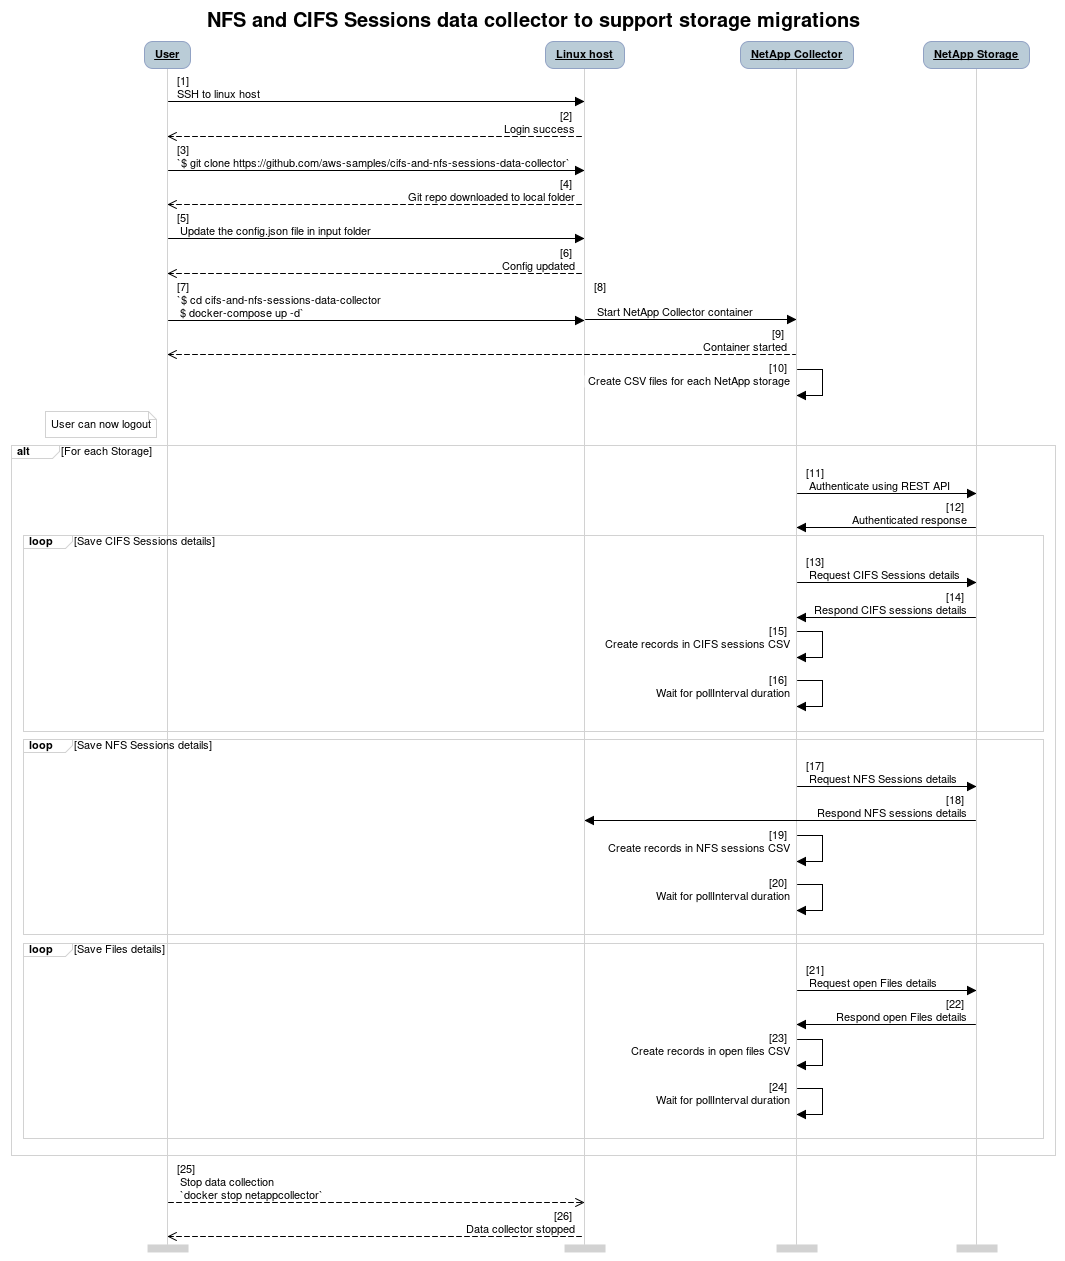 NFS and CIFS Sessions data collector to support storage migrations
User
Linux host
NetApp Collector
NetApp Storage
[1]
SSH to linux host
[2]
Login success
[3]
`$ git clone https://github.com/aws-samples/cifs-and-nfs-sessions-data-collector`
[4]
Git repo downloaded to local folder
[5]
Update the config.json file in input folder
[6]
Config updated
[7]
`$ cd cifs-and-nfs-sessions-data-collector
$ docker-compose up -d`
[8]
Start NetApp Collector container
[9]
Container started
[10]
Create CSV files for each NetApp storage
User can now logout
alt
[For each Storage]
[11]
Authenticate using REST API
[12]
Authenticated response
loop
[Save CIFS Sessions details]
[13]
Request CIFS Sessions details
[14]
Respond CIFS sessions details
[15]
Create records in CIFS sessions CSV
[16]
Wait for pollInterval duration
loop
[Save NFS Sessions details]
[17]
Request NFS Sessions details
[18]
Respond NFS sessions details
[19]
Create records in NFS sessions CSV
[20]
Wait for pollInterval duration
loop
[Save Files details]
[21]
Request open Files details
[22]
Respond open Files details
[23]
Create records in open files CSV
[24]
Wait for pollInterval duration
[25]
Stop data collection
`docker stop netappcollector`
[26]
Data collector stopped